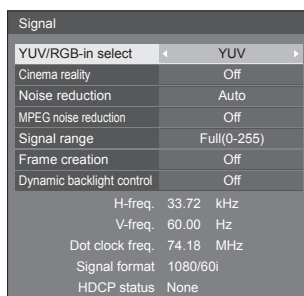 Signal
YUV/RGB-in select YUV
Cinema reality Off
Noise reduction Auto
MPEG noise reduction Off
Signal range Full(0-255)
Frame creation Off
Dynamic backlight control Off
H-freq. 33.72 kHz
V-freq. 60.00 Hz
Dot clock freq. 74.18 MHz
Signal format 1080/60i
HDCP status None